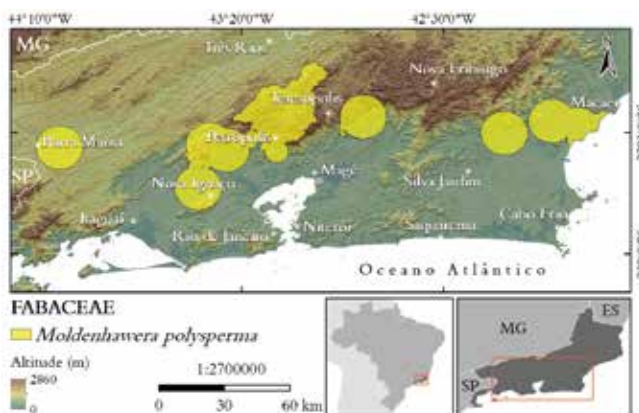 44°10'0"W 43°20'0"W 42°30'0"W
MG
Três Rios
Nova Friburgo
Teresópolis
Macaé
Petrópolis
Barra Mansa
SP
Nova Iguaçu
Magé
Silva Jardim
Itaguaí
Rio de Janeiro
Niterói
Saquarema
Cabo Frio
Oceano Atlântico
FABACEAE
Moldenhawera polysperma
Altitude (m)
2860
0
1:2700000
0 30 60 km
MG
ES
SP